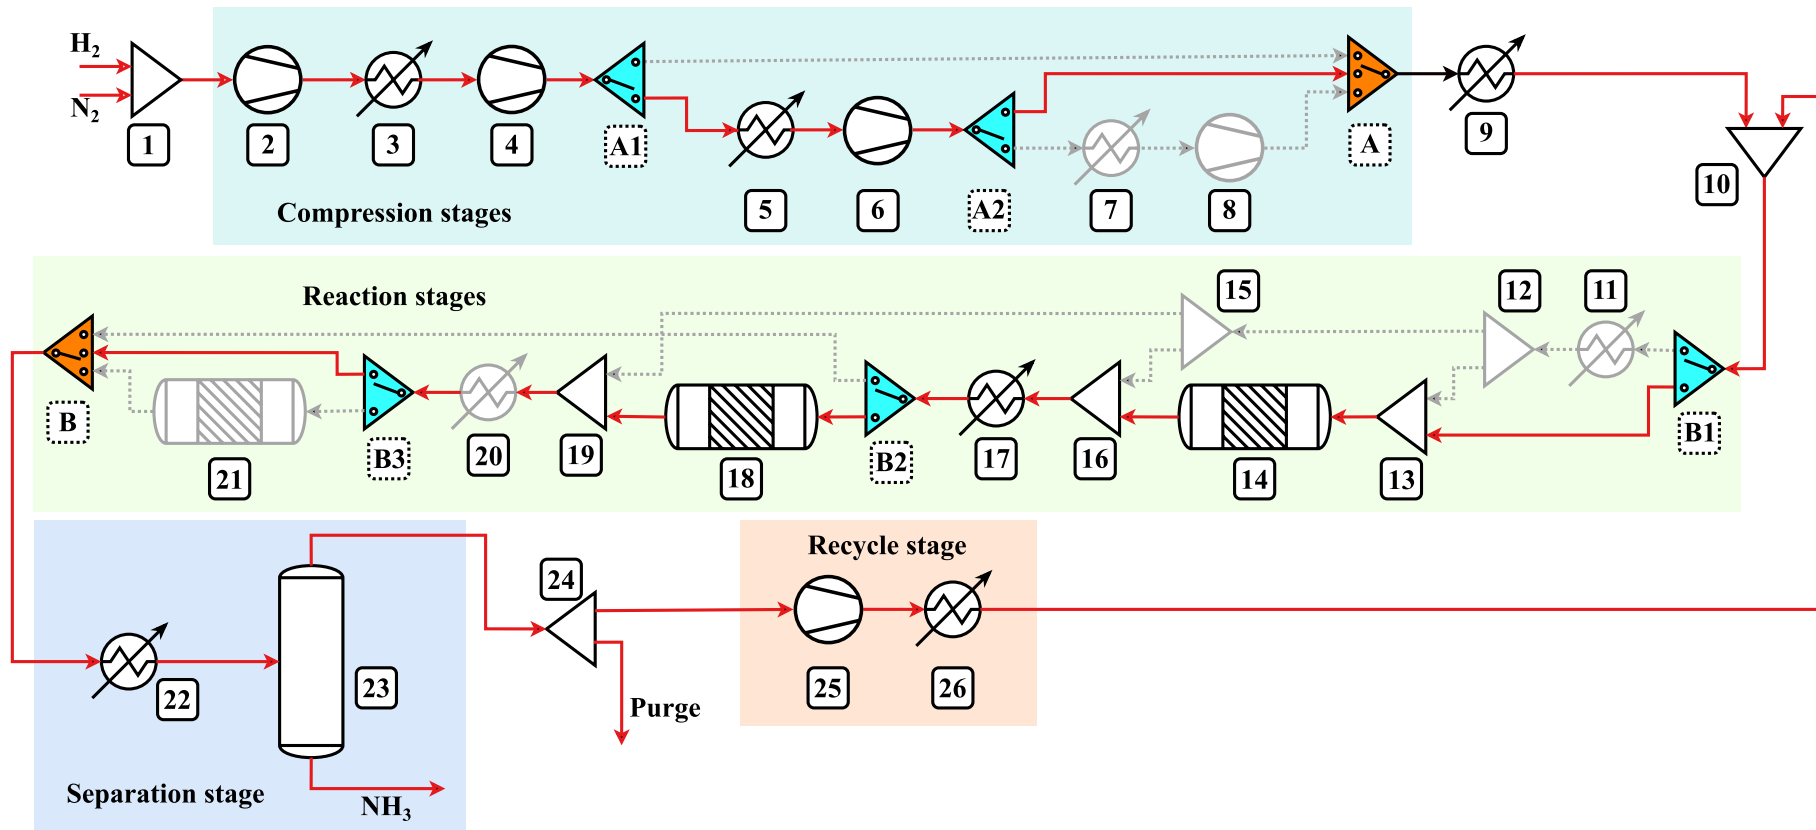 H₂
N₂
1
2
3
4
A1
5
6
A2
7
8
A
9
10
Compression stages
Reaction stages
15
12
11
B
21
B3
20
19
18
B2
17
16
14
13
B1
Recycle stage
24
22
23
25
26
Purge
Separation stage
NH₃